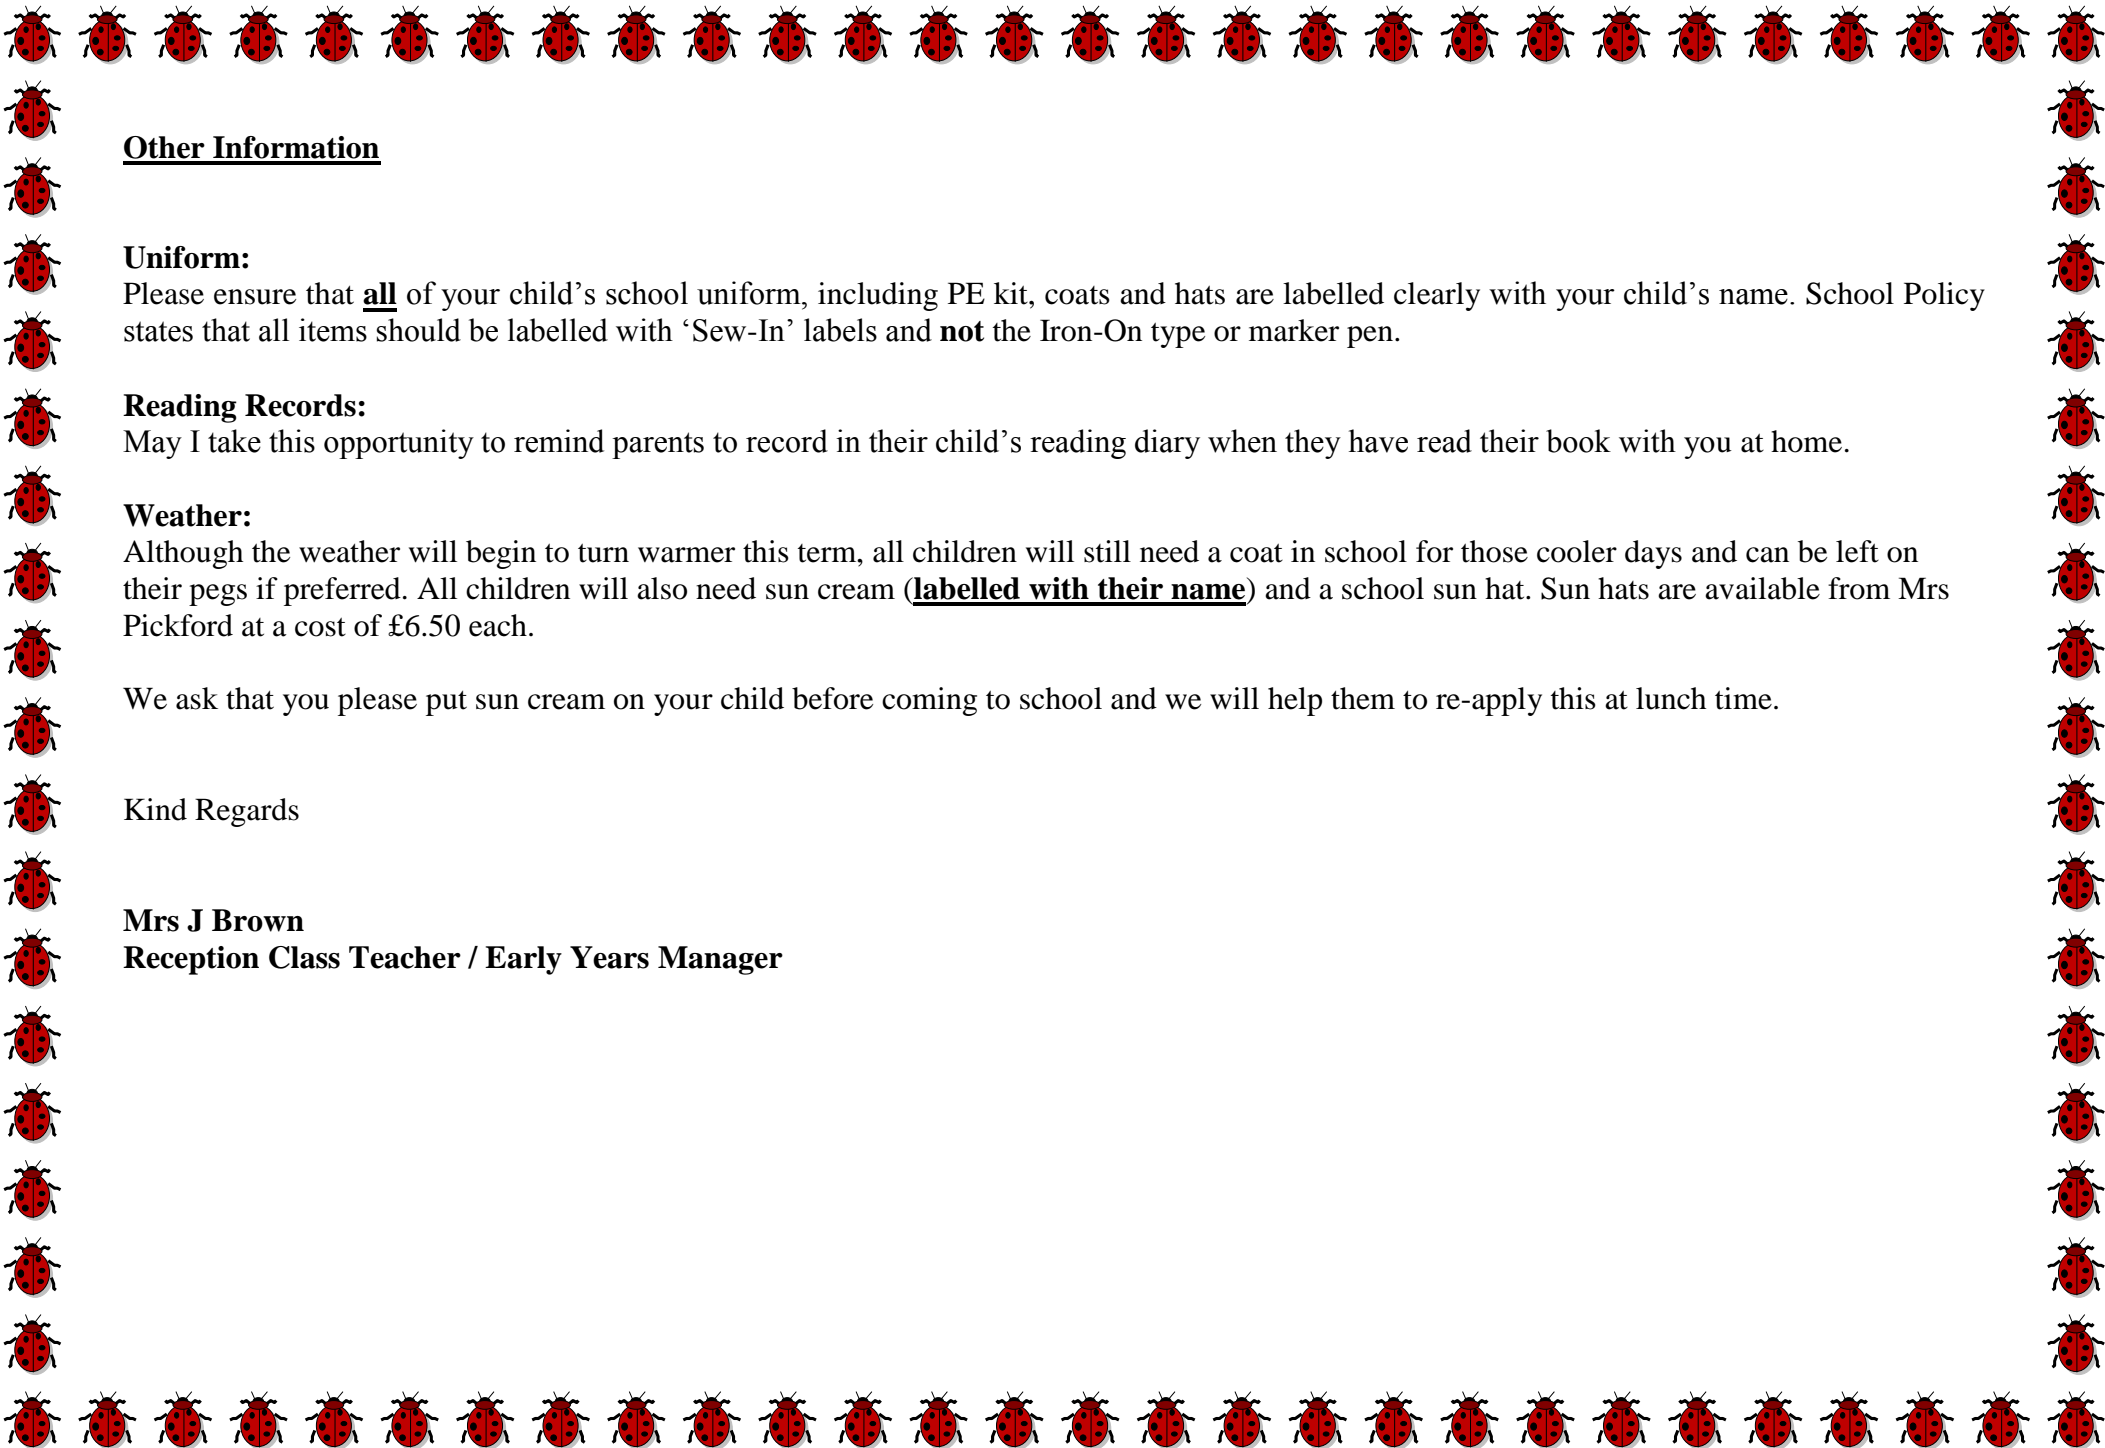 Other Information
Uniform:
Please ensure that all of your child’s school uniform, including PE kit, coats and hats are labelled clearly with your child’s name. School Policy
states that all items should be labelled with ‘Sew-In’ labels and not the Iron-On type or marker pen.
Reading Records:
May I take this opportunity to remind parents to record in their child’s reading diary when they have read their book with you at home.
Weather:
Although the weather will begin to turn warmer this term, all children will still need a coat in school for those cooler days and can be left on
their pegs if preferred. All children will also need sun cream (labelled with their name) and a school sun hat. Sun hats are available from Mrs
Pickford at a cost of £6.50 each.
We ask that you please put sun cream on your child before coming to school and we will help them to re-apply this at lunch time.
Kind Regards
Mrs J Brown
Reception Class Teacher / Early Years Manager